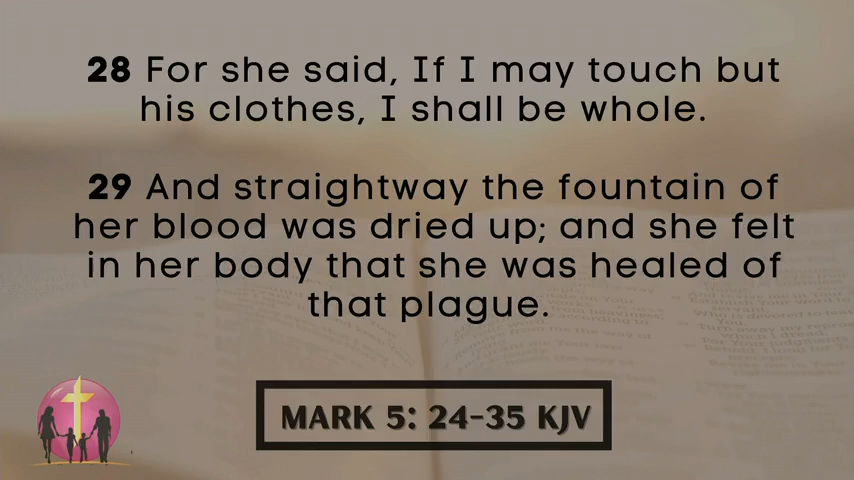 28 For she said, If I may touch but
his clothes, I shall be whole.
29 And straightway the fountain of
her blood was dried up; and she felt
in her body that she was healed of
that plague.
MARK 5: 24-35 KJV